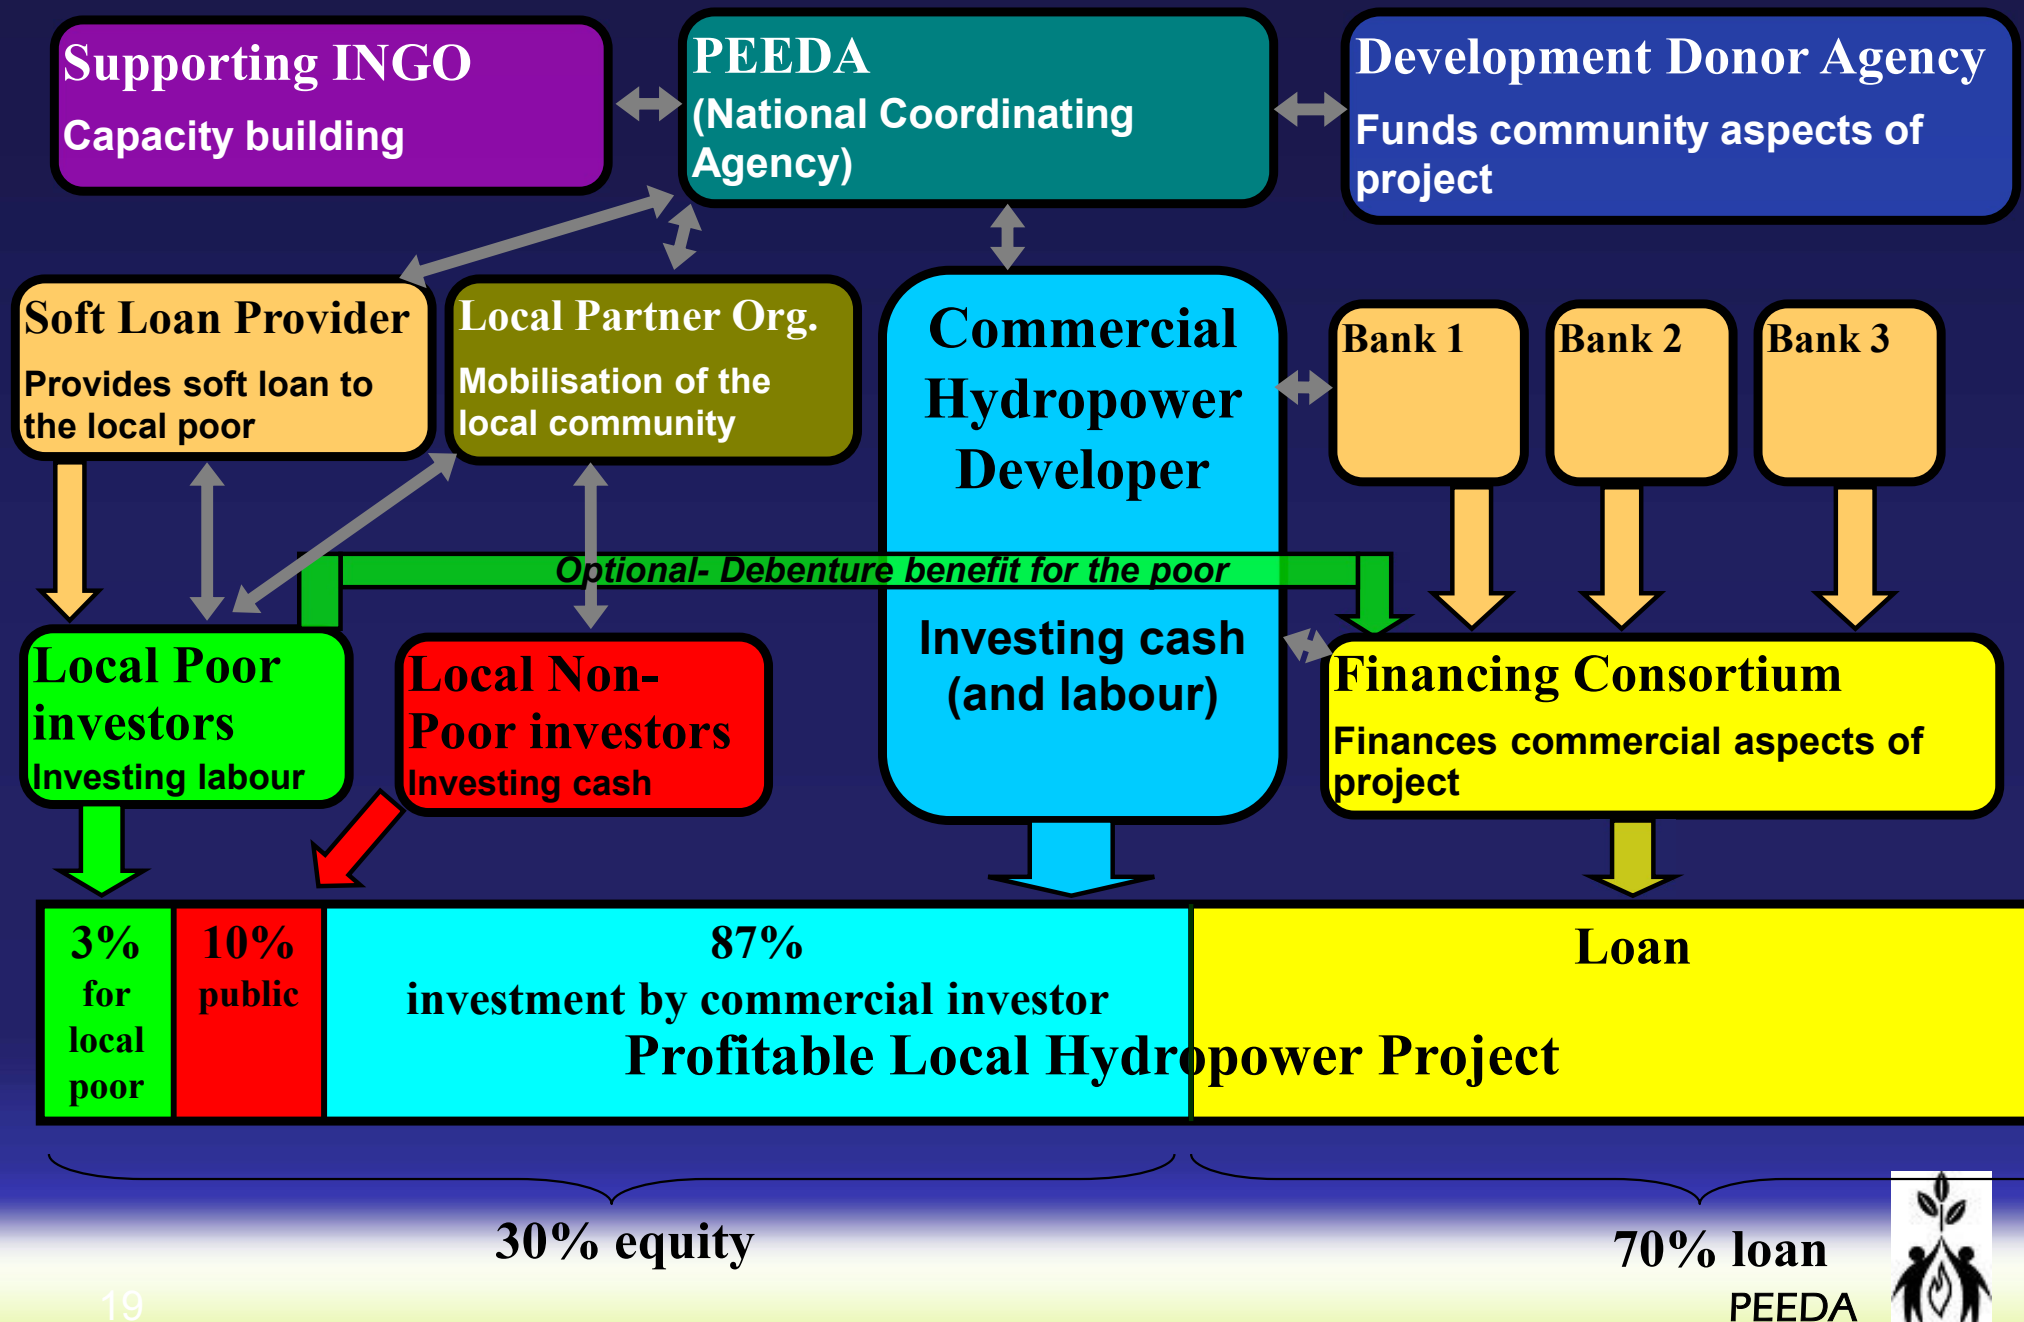 Supporting INGO
Capacity building
PEEDA
(National Coordinating
Agency)
Development Donor Agency
Funds community aspects of
project
Soft Loan Provider
Provides soft loan to
the local poor
Local Partner Org.
Mobilisation of the
local community
Commercial
Hydropower
Developer
Investing cash
(and labour)
Bank 1
Bank 2
Bank 3
Optional- Debenture benefit for the poor
Local Poor
investors
Investing labour
Local Non-
Poor investors
Investing cash
Financing Consortium
Finances commercial aspects of
project
3%
for
local
poor
10%
public
87%
investment by commercial investor
Loan
Profitable Local Hydropower Project
30% equity
70% loan
19
PEEDA